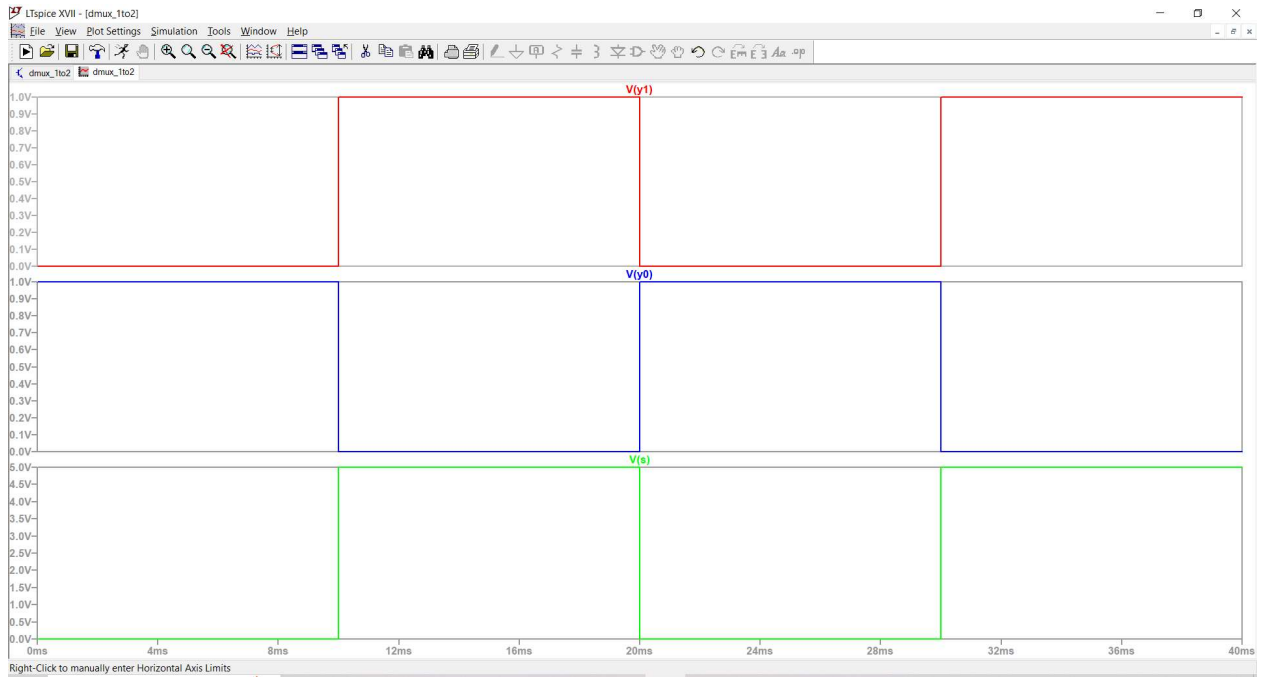 LTspice XVII - [dmux_1to2]
File View Plot Settings Simulation Tools Window Help
dmux_1to2 dmux_1to2
V(y1)
1.0V
0.9V
0.8V
0.7V
0.6V
0.5V
0.4V
0.3V
0.2V
0.1V
0.0V
V(y0)
1.0V
0.9V
0.8V
0.7V
0.6V
0.5V
0.4V
0.3V
0.2V
0.1V
0.0V
V(s)
5.0V
4.5V
4.0V
3.5V
3.0V
2.5V
2.0V
1.5V
1.0V
0.5V
0.0V
0ms 4ms 8ms 12ms 16ms 20ms 24ms 28ms 32ms 36ms 40ms
Right-Click to manually enter Horizontal Axis Limits